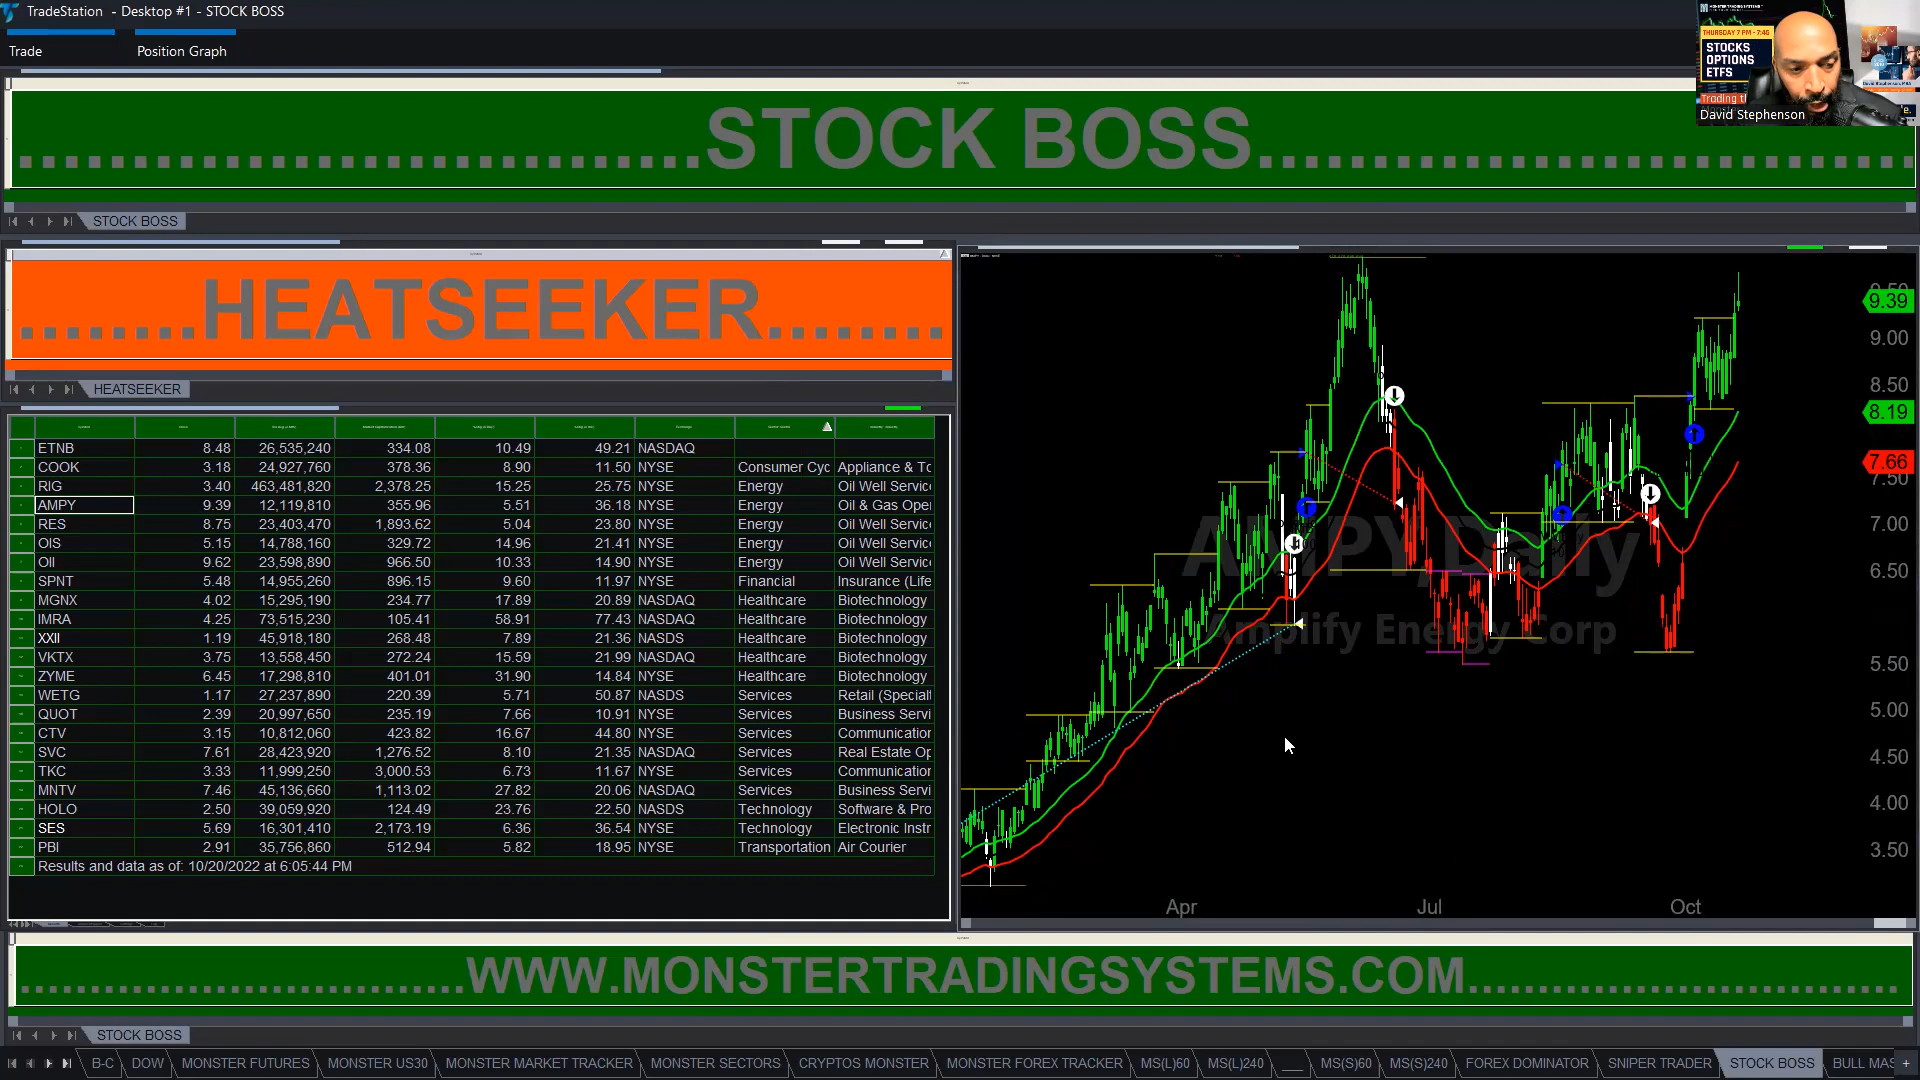 TradeStation - Desktop #1 - STOCK BOSS
Trade Position Graph
THURSDAY 7 PM - 7:45
STOCKS
OPTIONS
ETFS
David Stephenson
................................STOCK BOSS................................
STOCK BOSS
........HEATSEEKER........
HEATSEEKER
ETNB 8.48 26,535,240 334.08 10.49 49.21 NASDAQ
COOK 3.18 24,927,760 378.36 8.90 11.50 NYSE Consumer Cyc Appliance & To
RIG 3.40 463,481,820 2,378.25 15.25 25.75 NYSE Energy Oil Well Servic
AMPY 9.39 12,119,810 355.96 5.51 36.18 NYSE Energy Oil & Gas Oper
RES 8.75 23,403,470 1,893.62 5.04 23.80 NYSE Energy Oil Well Servic
OIS 5.15 14,788,160 329.72 14.96 21.41 NYSE Energy Oil Well Servic
OII 9.62 23,598,890 966.50 10.33 14.90 NYSE Energy Oil Well Servic
SPNT 5.48 14,955,260 896.15 9.60 11.97 NYSE Financial Insurance (Life
MGNX 4.02 15,295,190 234.77 17.89 20.89 NASDAQ Healthcare Biotechnology
IMRA 4.25 73,515,230 105.41 58.91 77.43 NASDAQ Healthcare Biotechnology
XXII 1.19 45,918,180 268.48 7.89 21.36 NASDS Healthcare Biotechnology
VKTX 3.75 13,558,450 272.24 15.59 21.99 NASDAQ Healthcare Biotechnology
ZYME 6.45 17,298,810 401.01 31.90 14.84 NYSE Healthcare Biotechnology
WETG 1.17 27,237,890 220.39 5.71 50.87 NASDS Services Retail (Special
QUOT 2.39 20,997,650 235.19 7.66 10.91 NYSE Services Business Servi
CTV 3.15 10,812,060 423.82 16.67 44.80 NYSE Services Communication
SVC 7.61 28,423,920 1,276.52 8.10 21.35 NASDAQ Services Real Estate Op
TKC 3.33 11,999,250 3,000.53 6.73 11.67 NYSE Services Communication
MNTV 7.46 45,136,660 1,113.02 27.82 20.06 NASDAQ Services Business Servi
HOLO 2.50 39,059,920 124.49 23.76 22.50 NASDS Technology Software & Pro
SES 5.69 16,301,410 2,173.19 6.36 36.54 NYSE Technology Electronic Instr
PBI 2.91 35,756,860 512.94 5.82 18.95 NYSE Transportation Air Courier
Results and data as of: 10/20/2022 at 6:05:44 PM
AMPY,Daily
Amplify Energy Corp
9.39
9.00
8.50
8.19
7.66
7.50
7.00
6.50
5.50
5.00
4.50
4.00
3.50
Apr Jul Oct
................................WWW.MONSTERTRADINGSYSTEMS.COM................................
STOCK BOSS
B-C DOW MONSTER FUTURES MONSTER US30 MONSTER MARKET TRACKER MONSTER SECTORS CRYPTOS MONSTER MONSTER FOREX TRACKER MS(L)60 MS(L)240 ___ MS(S)60 MS(S)240 FOREX DOMINATOR SNIPER TRADER STOCK BOSS BULL MAS +